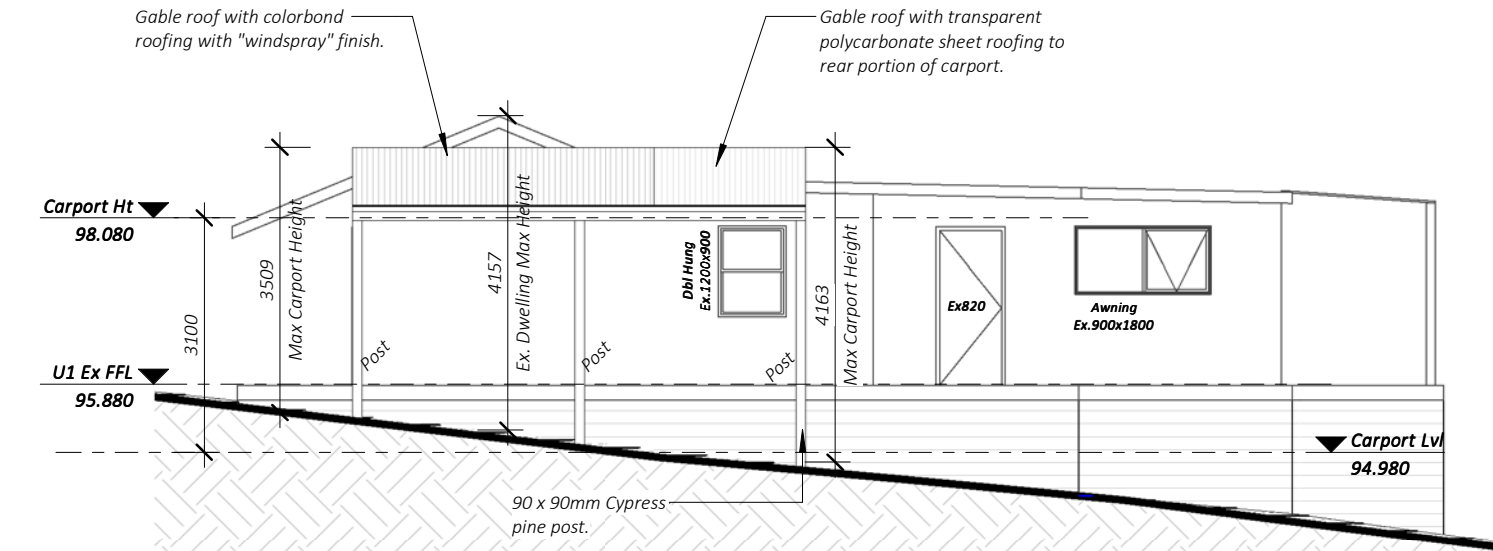 Gable roof with colorbond
roofing with "windspray" finish.
Gable roof with transparent
polycarbonate sheet roofing to
rear portion of carport.
Carport Ht
98.080
3509
Max Carport Height
4157
Ex. Dwelling Max Height
Dbl Hung
Ex.1200x900
4163
Max Carport Height
Ex820
Awning
Ex.900x1800
3100
Post
Post
Post
U1 Ex FFL
95.880
Carport Lvl
94.980
90 x 90mm Cypress
pine post.